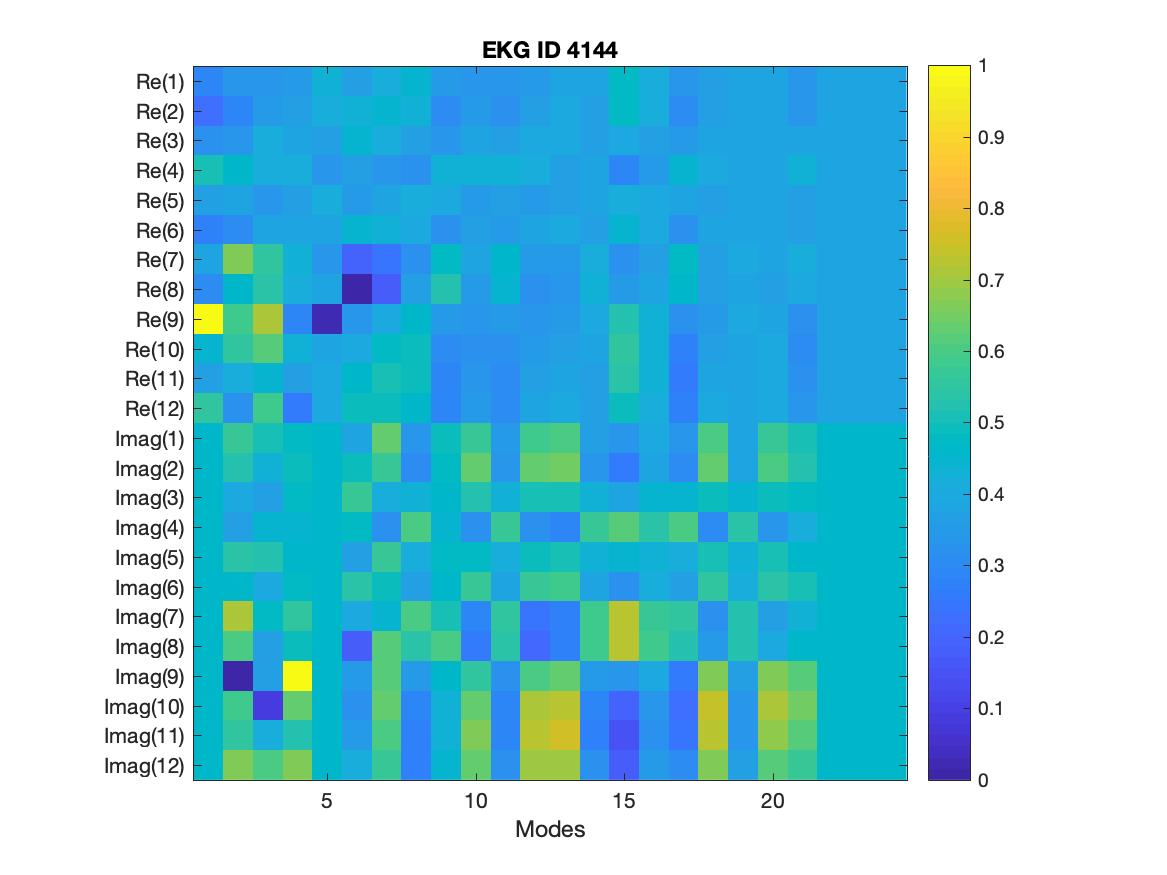 EKG ID 4144
Re(1)
Re(2)
Re(3)
Re(4)
Re(5)
Re(6)
Re(7)
Re(8)
Re(9)
Re(10)
Re(11)
Re(12)
Imag(1)
Imag(2)
Imag(3)
Imag(4)
Imag(5)
Imag(6)
Imag(7)
Imag(8)
Imag(9)
Imag(10)
Imag(11)
Imag(12)
5 10 15 20
Modes
1
0.9
0.8
0.7
0.6
0.5
0.4
0.3
0.2
0.1
0